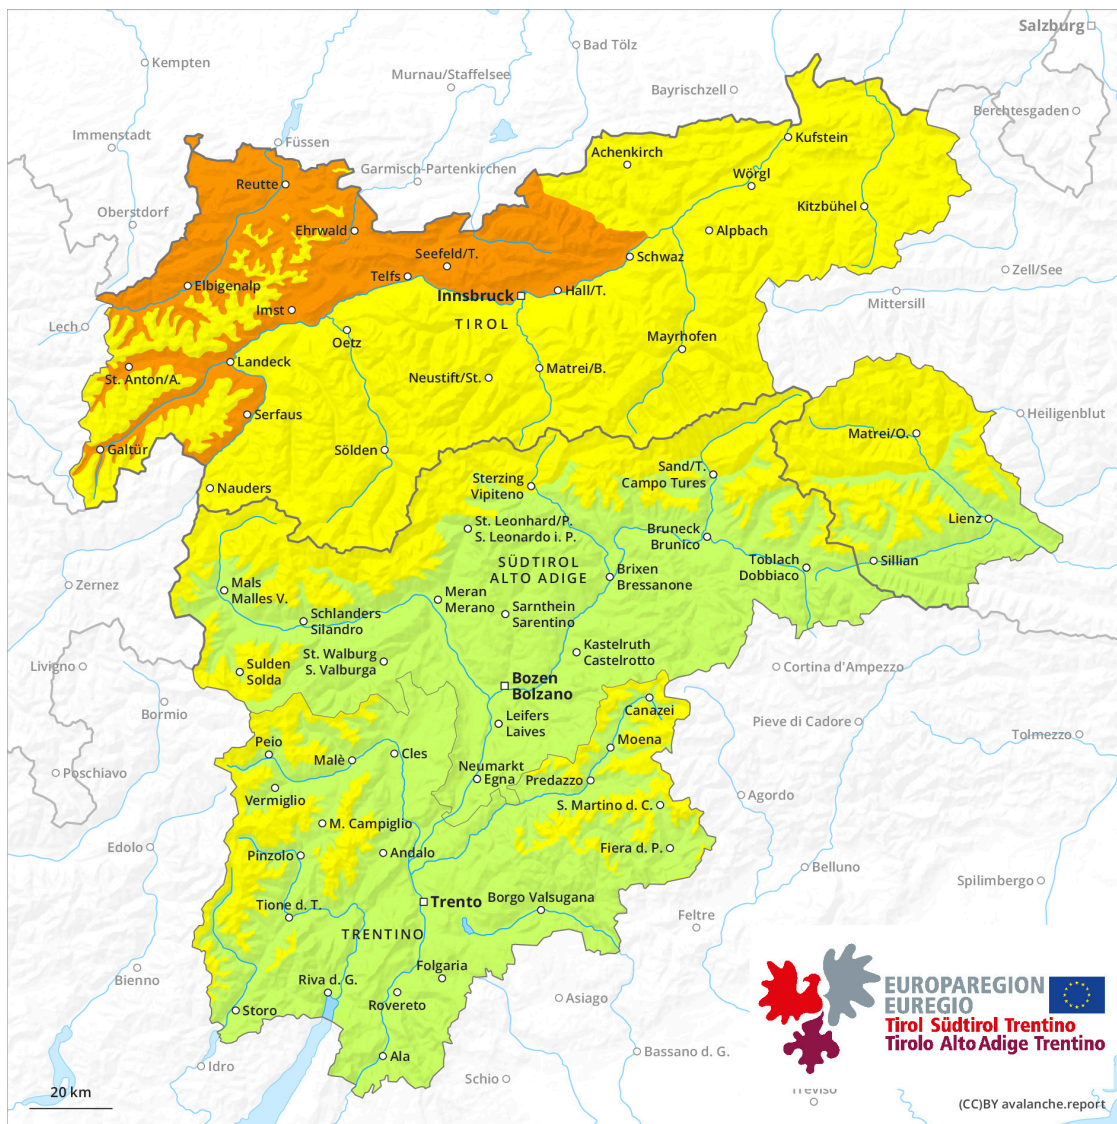 Salzburg
Bad Tölz
Kempten
Murnau/Staffelsee
Bayrischzell
Berchtesgaden
Immenstadt
Füssen
Kufstein
Achenkirch
Garmisch-Partenkirchen
Wörgl
Reutte
Kitzbühel
Oberstdorf
Ehrwald
Alpbach
Seefeld/T.
Schwaz
Zell/See
Telfs
Elbigenalp
Innsbruck
Hall/T.
Mittersill
Imst
Lech
TIROL
Oetz
Mayrhofen
Landeck
Matrei/B.
St. Anton/A.
Neustift/St.
Serfaus
Heiligenblut
Matrei/O.
Galtür
Sölden
Sand/T.
Campo Tures
Sterzing
Vipiteno
Nauders
Lienz
St. Leonhard/P.
S. Leonardo i. P.
Bruneck
Brunico
SÜDTIROL
ALTO ADIGE
Toblach
Dobbiaco
Sillian
Brixen
Bressanone
Zernez
Mals
Malles V.
Meran
Merano
Sarnthein
Sarentino
Schlanders
Silandro
Kastelruth
Castelrotto
St. Walburg
S. Valburga
Livigno
Sulden
Solda
Cortina d'Ampezzo
Bozen
Bolzano
Canazei
Bormio
Leifers
Laives
Pieve di Cadore
Tolmezzo
Peio
Moena
Malè
Cles
Poschiavo
Neumarkt
Egna
Predazzo
Vermiglio
Agordo
S. Martino d. C.
M. Campiglio
Edolo
Pinzolo
Andalo
Fiera d. P.
Belluno
Spilimbergo
Tione d. T.
Trento
Borgo Valsugana
Feltre
TRENTINO
Bienno
Folgaria
Riva d. G.
Rovereto
Asiago
Storo
EUROPAREGION
EUREGIO
Tirol Südtirol Trentino
Tirolo Alto Adige Trentino
Ala
Bassano d. G.
Idro
Schio
Treviso
20 km
(CC)BY avalanche.report